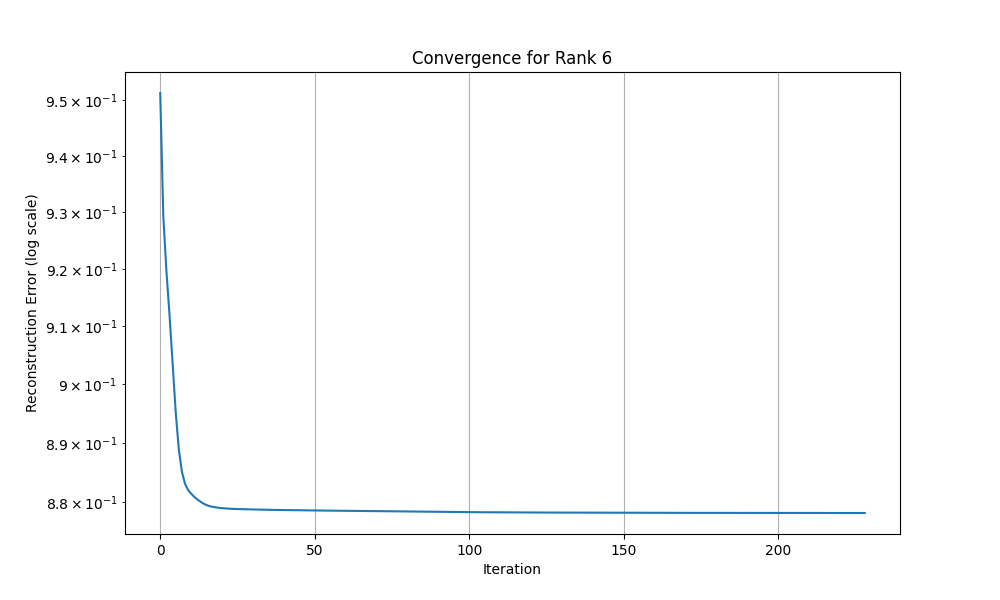 Convergence for Rank 6
Reconstruction Error (log scale)
9.5 × 10⁻¹
9.4 × 10⁻¹
9.3 × 10⁻¹
9.2 × 10⁻¹
9.1 × 10⁻¹
9 × 10⁻¹
8.9 × 10⁻¹
8.8 × 10⁻¹
0 50 100 150 200
Iteration